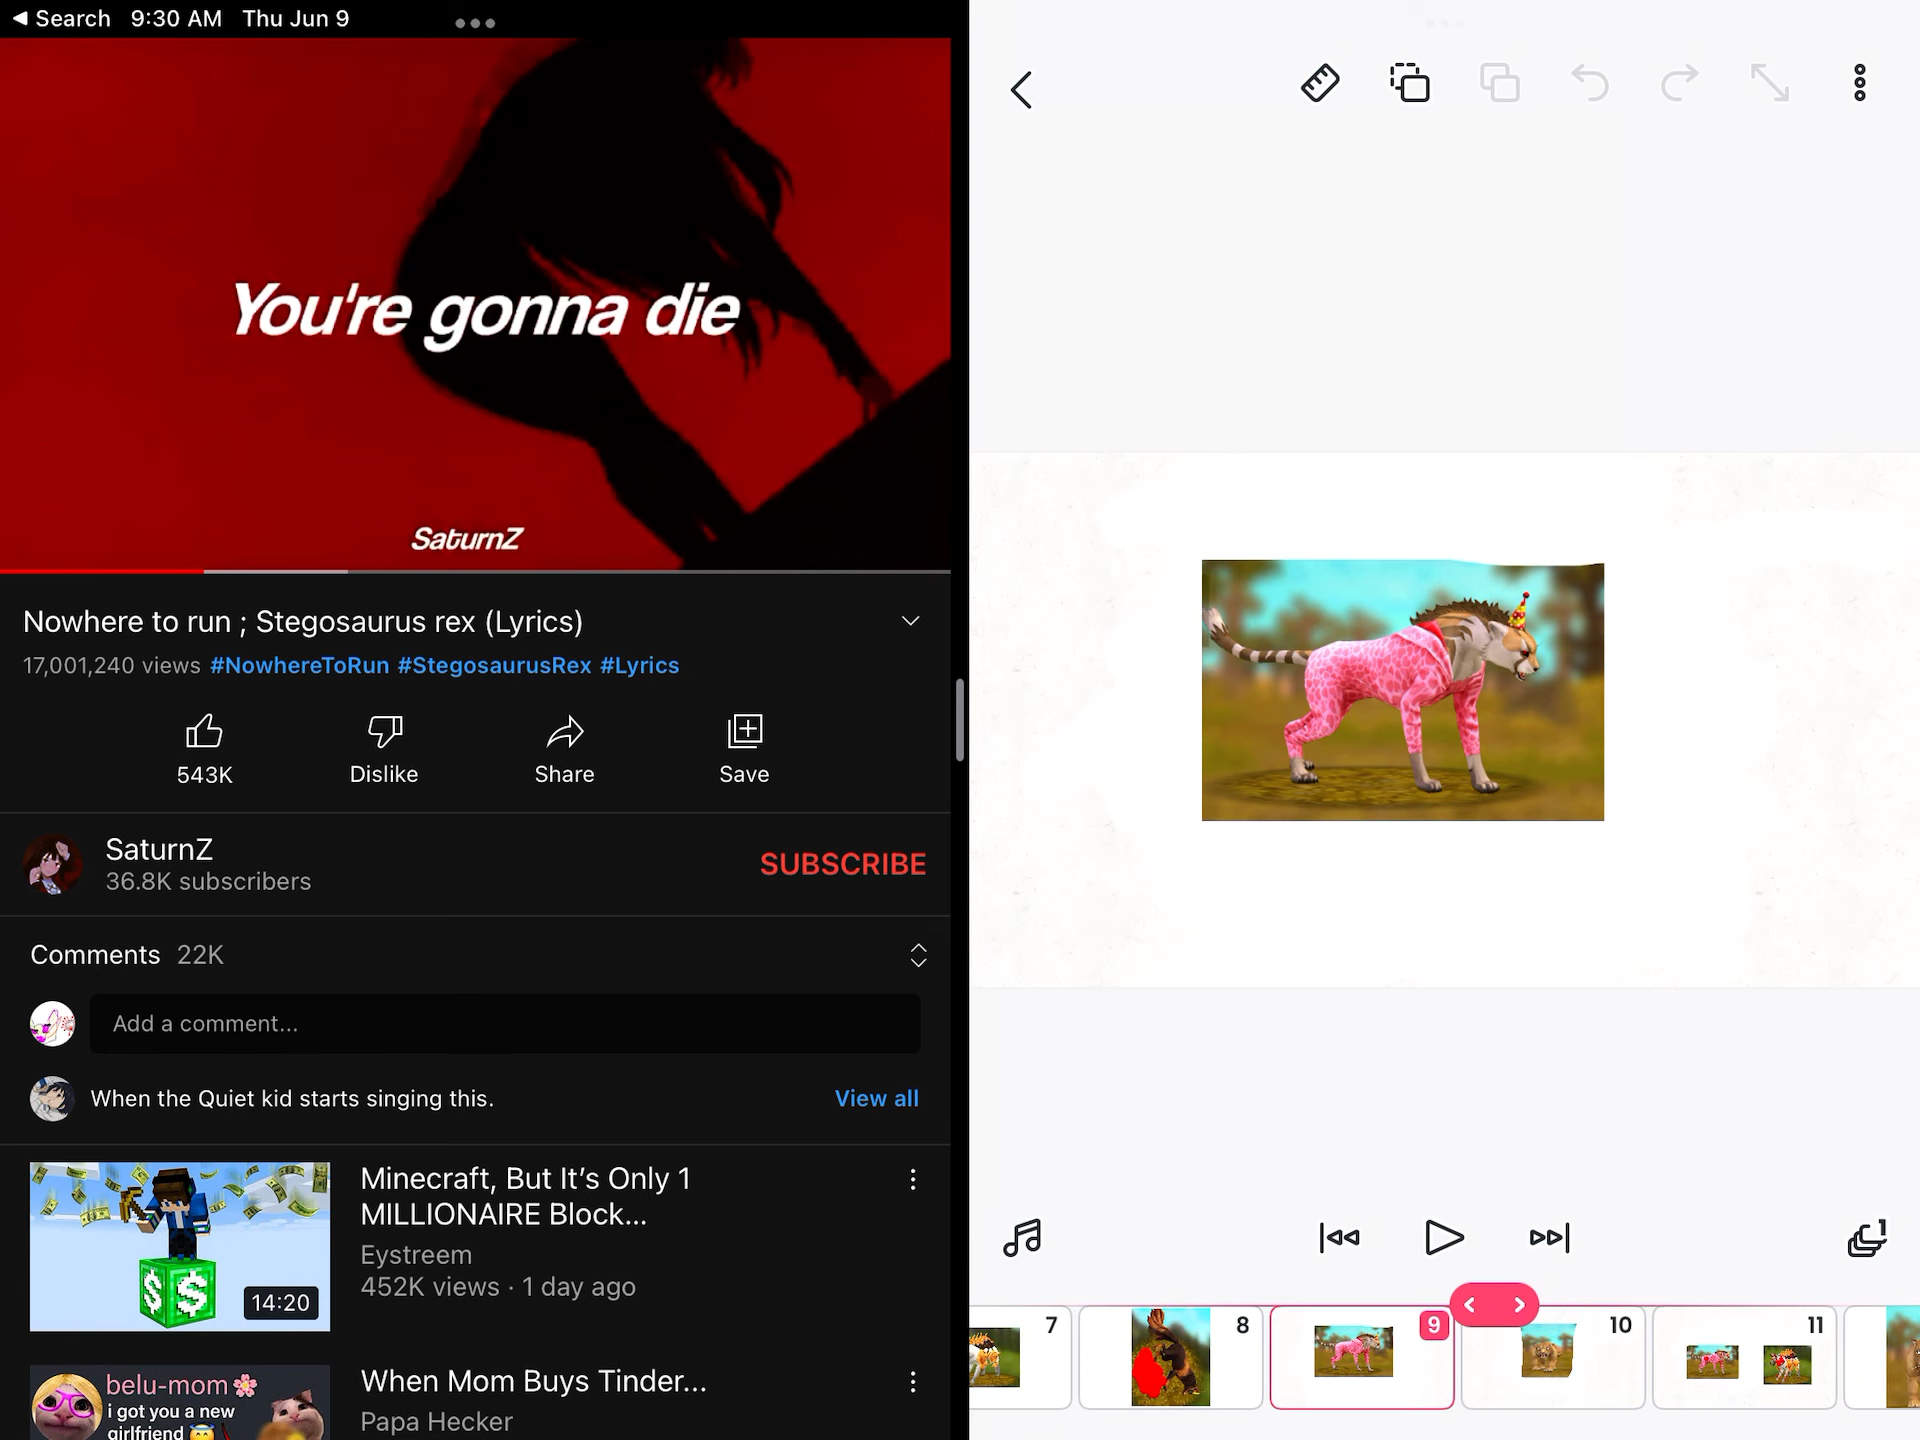 Search 9:30 AM Thu Jun 9
You're gonna die
SaturnZ
Nowhere to run ; Stegosaurus rex (Lyrics)
17,001,240 views #NowhereToRun #StegosaurusRex #Lyrics
543K
Dislike
Share
Save
SaturnZ
36.8K subscribers
SUBSCRIBE
Comments 22K
Add a comment...
When the Quiet kid starts singing this.
View all
Minecraft, But It's Only 1
MILLIONAIRE Block...
Eystreem
452K views · 1 day ago
$ $
14:20
belu-mom🌸
i got you a new
girlfriend 😇
When Mom Buys Tinder...
Papa Hecker
1
7
8
9
10
11